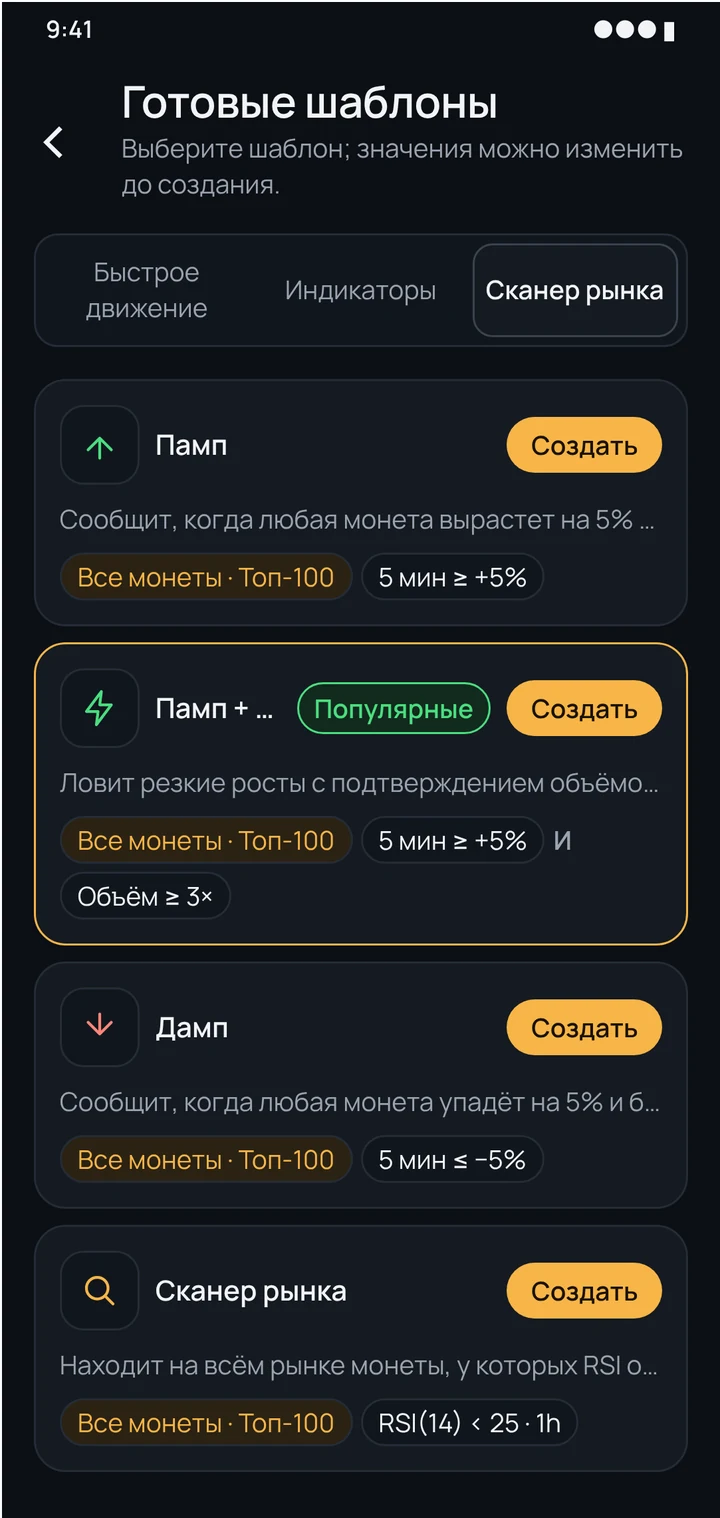 9:41
Готовые шаблоны
Выберите шаблон; значения можно изменить
до создания.
Быстрое
движение
Индикаторы
Сканер рынка
Памп
Создать
Сообщит, когда любая монета вырастет на 5% ...
Все монеты · Топ-100
5 мин ≥ +5%
Памп + ...
Популярные
Создать
Ловит резкие росты с подтверждением объёмо...
Все монеты · Топ-100
5 мин ≥ +5%
И
Объём ≥ 3×
Дамп
Создать
Сообщит, когда любая монета упадёт на 5% и б...
Все монеты · Топ-100
5 мин ≤ −5%
Сканер рынка
Создать
Находит на всём рынке монеты, у которых RSI о...
Все монеты · Топ-100
RSI(14) < 25 · 1h